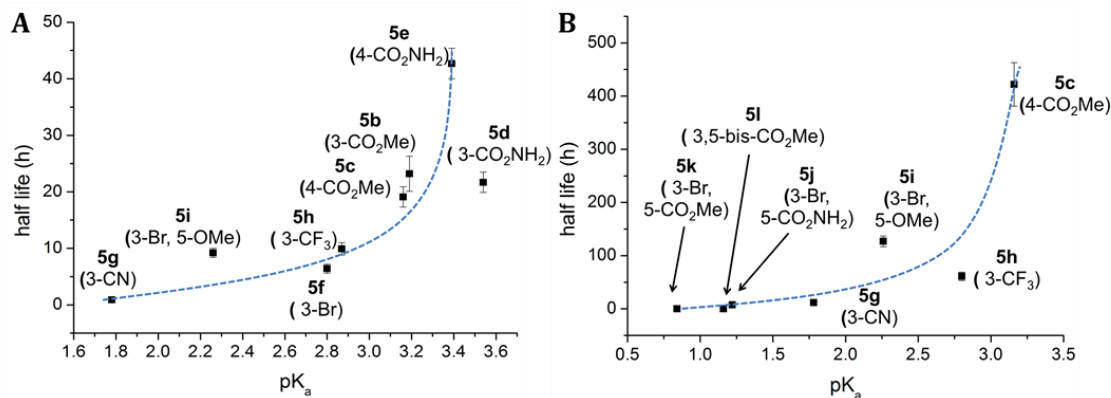 A
50
40
30
20
10
0
half life (h)
5e
(4-CO₂NH₂)
5b
(3-CO₂Me)
5d
( 3-CO₂NH₂)
5c
(4-CO₂Me)
5i
(3-Br, 5-OMe)
5h
( 3-CF₃)
5g
(3-CN)
5f
( 3-Br)
1.6 1.8 2.0 2.2 2.4 2.6 2.8 3.0 3.2 3.4 3.6
pKₐ
B
500
400
300
200
100
0
half life (h)
5c
(4-CO₂Me)
5l
( 3,5-bis-CO₂Me)
5k
( 3-Br,
5-CO₂Me)
5j
(3-Br,
5-CO₂NH₂)
5i
(3-Br,
5-OMe)
5h
( 3-CF₃)
5g
(3-CN)
0.5 1.0 1.5 2.0 2.5 3.0 3.5
pKₐ